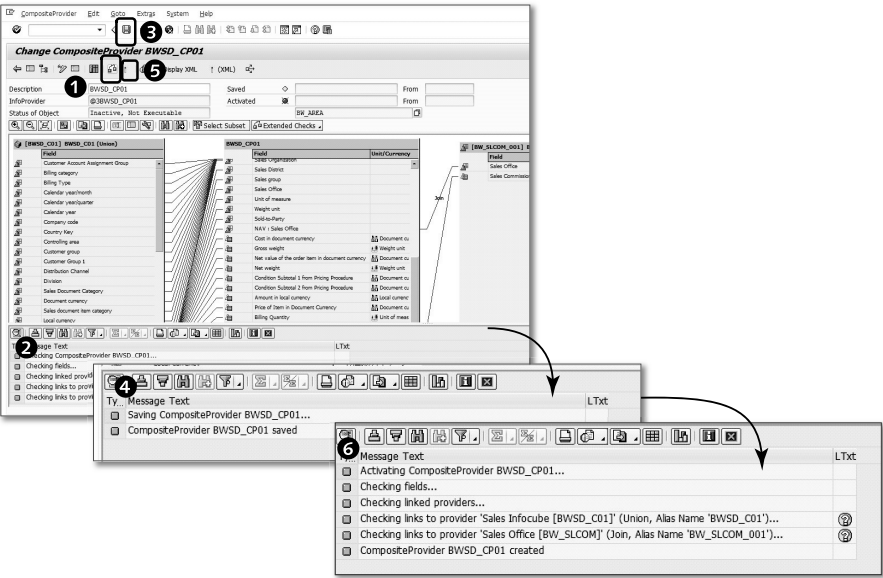 CompositeProvider Edit Goto Extras System Help
3
Change CompositeProvider BWSD_CP01
1
5
Display XML (XML)
Description BWSD_CP01 Saved From
InfoProvider @3BWSD_CP01 Activated From
Status of Object Inactive, Not Executable BW_AREA
Select Subset Extended Checks
[BWSD_C01] BWSD_C01 (Union)
Field
Customer Account Assignment Group
Billing category
Billing Type
Calendar year/month
Calendar year/quarter
Calendar year
Company code
Country Key
Controlling area
Customer group
Customer Group 1
Distribution Channel
Division
Sales Document Category
Document currency
Sales document item category
Local currency
BWSD_CP01
Field Unit/Currency
Sales Organization
Sales District
Sales group
Sales Office
Unit of measure
Weight unit
Sold-to-Party
NAV : Sales Office
Cost in document currency Document cu
Gross weight Weight unit
Net value of the order item in document currency Document cu
Net weight Weight unit
Condition Subtotal 1 from Pricing Procedure Document cu
Condition Subtotal 2 from Pricing Procedure Document cu
Amount in local currency Local currenc
Price of Item in Document Currency Document cu
Billing Quantity Unit of meas
Join
[BW_SLCOM_001] B
Field
Sales Office
Sales Commissio
2
Message Text LTxt
Checking CompositeProvider BWSD_CP01...
Checking fields...
Checking linked provid
Checking links to provi
Checking links to provi
4
Ty... Message Text LTxt
Saving CompositeProvider BWSD_CP01...
CompositeProvider BWSD_CP01 saved
6
Message Text LTxt
Activating CompositeProvider BWSD_CP01...
Checking fields...
Checking linked providers...
Checking links to provider 'Sales Infocube [BWSD_C01]' (Union, Alias Name 'BWSD_C01')...
Checking links to provider 'Sales Office [BW_SLCOM]' (Join, Alias Name 'BW_SLCOM_001')...
CompositeProvider BWSD_CP01 created